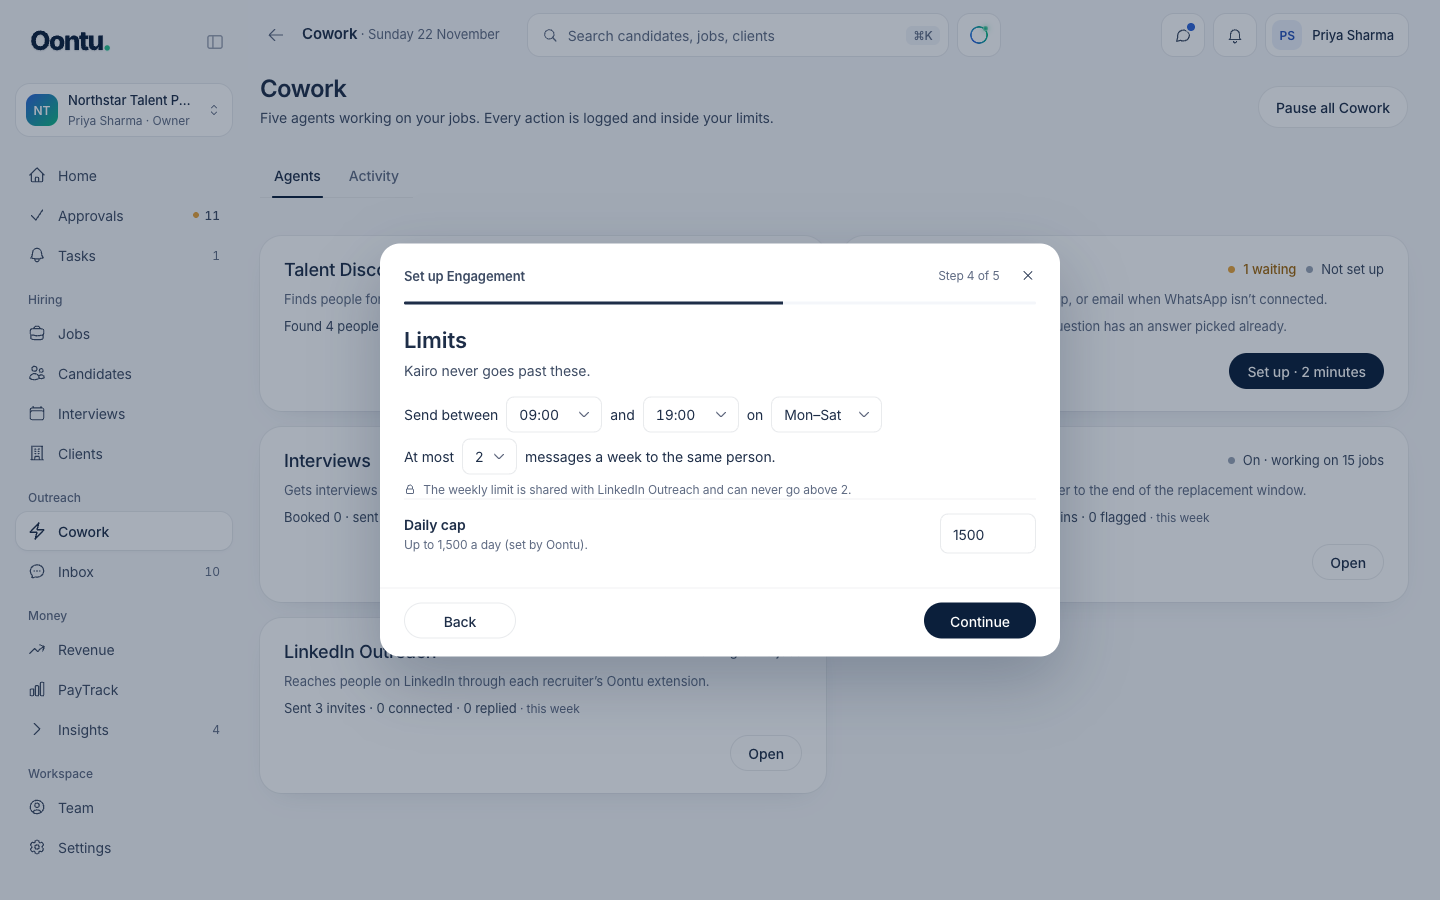 Oontu.
Cowork · Sunday 22 November
Search candidates, jobs, clients
⌘K
PS
Priya Sharma
NT
Northstar Talent P...
Priya Sharma · Owner
Home
Approvals
11
Tasks
1
Hiring
Jobs
Candidates
Interviews
Clients
Outreach
Cowork
Inbox
10
Money
Revenue
PayTrack
Insights
4
Workspace
Team
Settings
Cowork
Five agents working on your jobs. Every action is logged and inside your limits.
Pause all Cowork
Agents
Activity
Talent Disco
Finds people for
Found 4 people
1 waiting
Not set up
p, or email when WhatsApp isn’t connected.
uestion has an answer picked already.
Set up · 2 minutes
Set up Engagement
Step 4 of 5
Limits
Kairo never goes past these.
Send between 09:00 and 19:00 on Mon–Sat
At most 2 messages a week to the same person.
The weekly limit is shared with LinkedIn Outreach and can never go above 2.
Daily cap
Up to 1,500 a day (set by Oontu).
1500
Back
Continue
Interviews
Gets interviews
Booked 0 · sent
On · working on 15 jobs
er to the end of the replacement window.
ins · 0 flagged · this week
Open
LinkedIn Outreach
Reaches people on LinkedIn through each recruiter’s Oontu extension.
Sent 3 invites · 0 connected · 0 replied · this week
Open